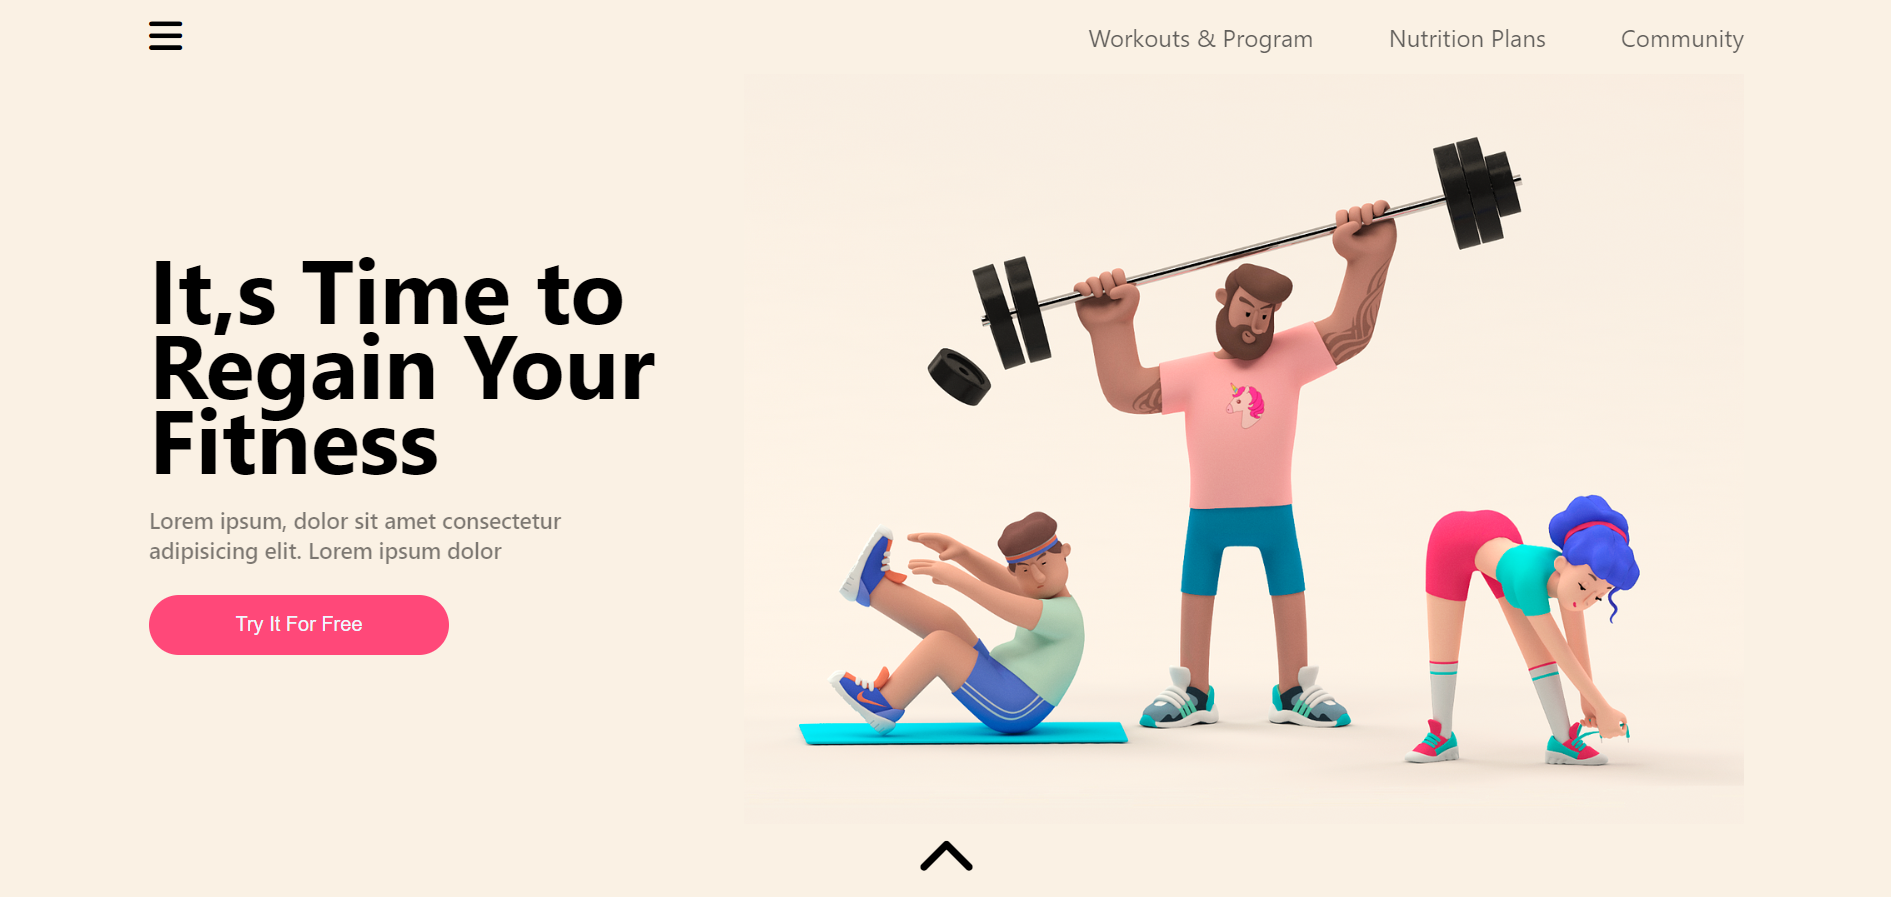 Workouts & Program Nutrition Plans Community
It,s Time to
Regain Your
Fitness
Lorem ipsum, dolor sit amet consectetur
adipisicing elit. Lorem ipsum dolor
Try It For Free